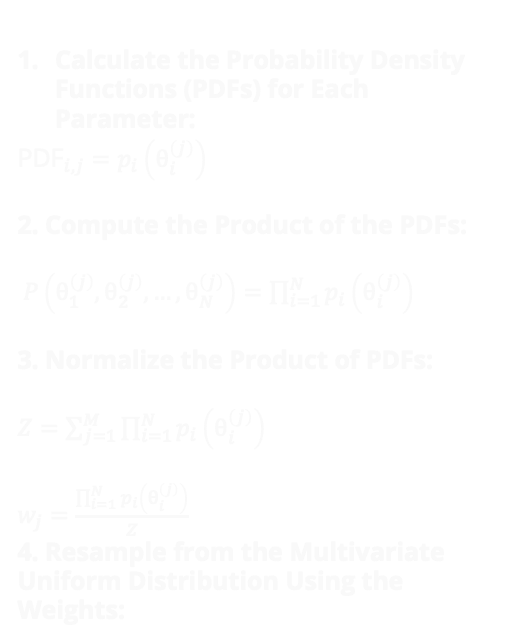 1. Calculate the Probability Density
Functions (PDFs) for Each
Parameter:
PDF_{i,j} = p_i (θ_i^{(j)})
2. Compute the Product of the PDFs:
P (θ_1^{(j)}, θ_2^{(j)}, ..., θ_N^{(j)}) = ∏_{i=1}^N p_i (θ_i^{(j)})
3. Normalize the Product of PDFs:
Z = ∑_{j=1}^M ∏_{i=1}^N p_i (θ_i^{(j)})
w_j = ∏_{i=1}^N p_i(θ_i^{(j)}) / Z
4. Resample from the Multivariate
Uniform Distribution Using the
Weights: